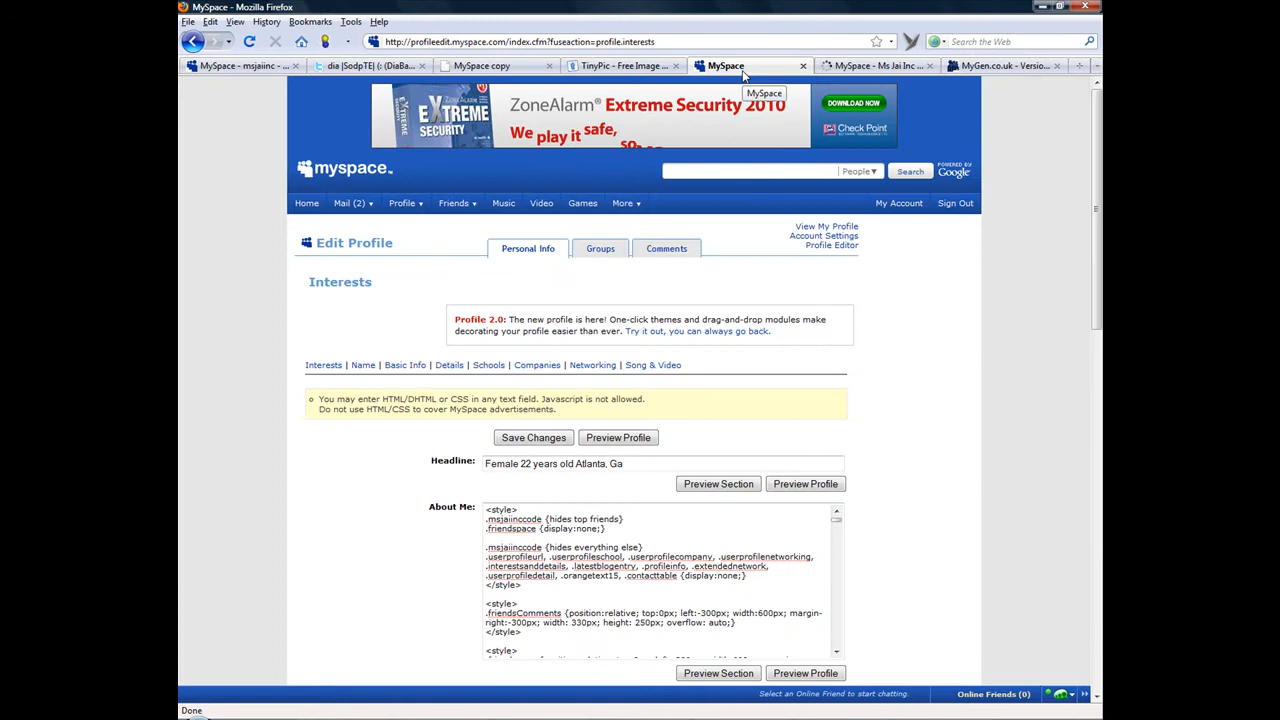 MySpace - Mozilla Firefox
File Edit View History Bookmarks Tools Help
http://profileedit.myspace.com/index.cfm?fuseaction=profile.interests
Search the Web
MySpace - msjaiinc - ...
dia |SodpTE| (: (DiaBa...
MySpace copy
TinyPic - Free Image ...
MySpace
MySpace - Ms Jai Inc ...
MyGen.co.uk - Versio...
MySpace
EXTREME SECURITY
ZoneAlarm® Extreme Security 2010
We play it safe,
DOWNLOAD NOW
Check Point
SOFTWARE TECHNOLOGIES LTD.
myspace
People ▾
Search
POWERED BY
Google
Home Mail (2) ▾ Profile ▾ Friends ▾ Music Video Games More ▾ My Account Sign Out
View My Profile
Account Settings
Profile Editor
Edit Profile
Personal Info Groups Comments
Interests
Profile 2.0: The new profile is here! One-click themes and drag-and-drop modules make
decorating your profile easier than ever. Try it out, you can always go back.
Interests | Name | Basic Info | Details | Schools | Companies | Networking | Song & Video
You may enter HTML/DHTML or CSS in any text field. Javascript is not allowed.
Do not use HTML/CSS to cover MySpace advertisements.
Save Changes Preview Profile
Headline: Female 22 years old Atlanta, Ga
Preview Section Preview Profile
About Me:
<style>
.msjaiinccode {hides top friends}
.friendspace {display:none;}
.msjaiinccode {hides everything else}
.userprofileurl, .userprofileschool, .userprofilecompany, .userprofilenetworking,
.interestsanddetails, .latestblogentry, .profileinfo, .extendednetwork,
.userprofiledetail, .orangetext15, .contacttable {display:none;}
</style>
<style>
.friendsComments {position:relative; top:0px; left:-300px; width:600px; margin-
right:-300px; width: 330px; height: 250px; overflow: auto;}
</style>
<style>
Preview Section Preview Profile
Select an Online Friend to start chatting.
Online Friends (0)
Done